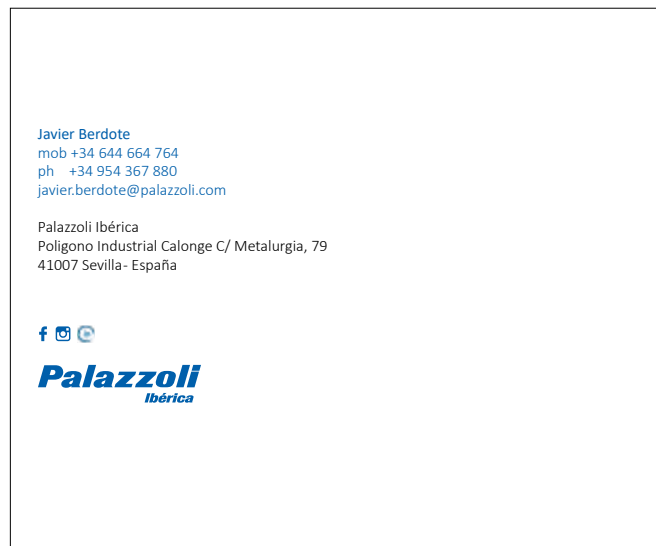 Javier Berdote
mob +34 644 664 764
ph +34 954 367 880
javier.berdote@palazzoli.com
Palazzoli Ibérica
Poligono Industrial Calonge C/ Metalurgia, 79
41007 Sevilla - España
Palazzoli
Ibérica